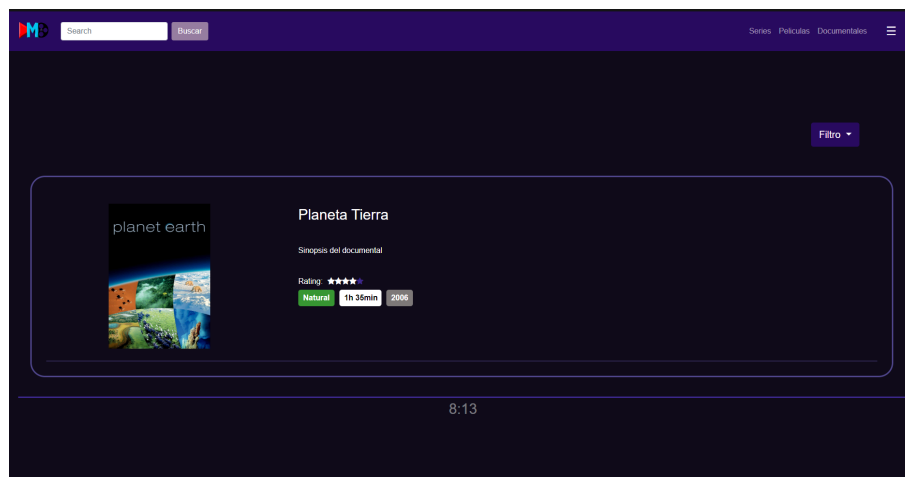 DM
Search Buscar Series Peliculas Documentales
Filtro
planet earth
Planeta Tierra
Sinopsis del documental
Rating:
Natural 1h 35min 2006
8:13